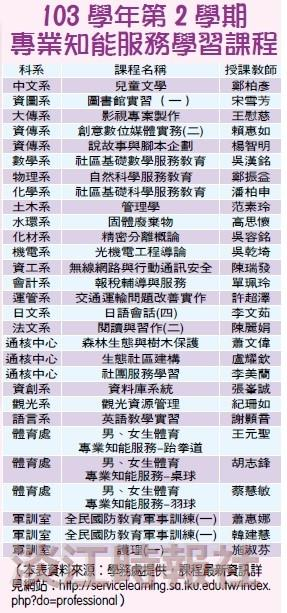 103 學年第 2 學期
專業知能服務學習課程
科系 課程名稱 授課教師
中文系 兒童文學 鄭柏彥
資圖系 圖書館實習(一) 宋雪芳
大傳系 影視專案製作 王慰慈
資傳系 創意數位媒體實務(二) 賴惠如
資傳系 說故事與腳本企劃 楊智明
數學系 社區基礎數學服務教育 吳漢銘
物理系 自然科學服務教育 鄭振益
化學系 社區基礎科學服務教育 潘柏申
土木系 管理學 范素玲
水環系 固體廢棄物 高思懷
化材系 精密分離概論 吳容銘
機電系 光機電工程導論 吳乾埼
資工系 無線網路與行動通訊安全 陳瑞發
會計系 報稅輔導與服務 單珮玲
運管系 交通運輸問題改善實作 許超澤
日文系 日語會話(四) 李文茹
法文系 閱讀與習作(二) 陳麗娟
通核中心 森林生態與樹木保護 蕭文偉
通核中心 生態社區建構 盧耀欽
通核中心 社團服務學習 李美蘭
資創系 資料庫系統 張峯誠
觀光系 觀光資源管理 紀珊如
語言系 英語教學實習 謝顥音
體育處 男、女生體育 王元聖
專業知能服務-跆拳道
體育處 男、女生體育 胡志鋒
專業知能服務-桌球
體育處 男、女生體育 蔡慧敏
專業知能服務-羽球
軍訓室 全民國防教育軍事訓練(一) 蕭惠娜
軍訓室 全民國防教育軍事訓練(一) 韓建慧
軍訓室 護理(一) 施淑芬
(本表資料來源:學務處提供,課程最新資訊詳
見網站:http://servicelearning.sa.tku.edu.tw/index.
php?do=professional)
淡江時報社